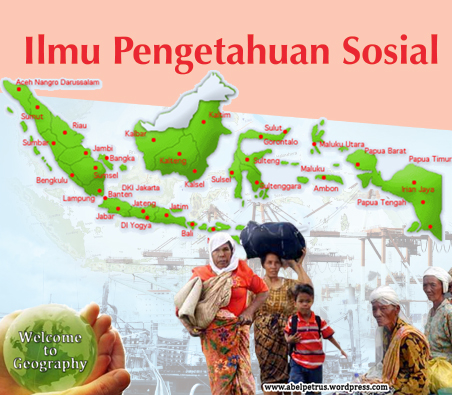 Ilmu Pengetahuan Sosial
Aceh Nangro Darussalam
Sumut
Riau
Kaltim
Sulut
Gorontalo
Maluku Utara
Papua Barat
Papua Timur
Kalbar
Sumbar
Jambi
Bangka
Kalteng
Sulteng
Maluku
Bengkulu
Sumsel
Kalsel
Sulsel
Ambon
Irian Jaya
Lampung
Banten
DKI Jakarta
Jateng
Jatim
Papua Tengah
Jabar
DI Yogya
Bali
Welcome
to
Geography
www.abelpetrus.wordpress.com